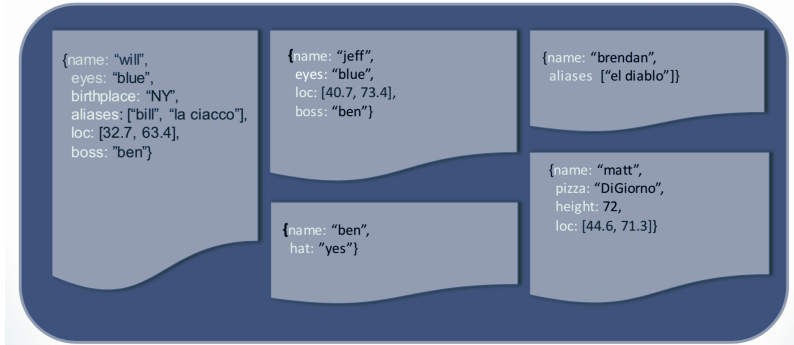 {name: “will”,
eyes: “blue”,
birthplace: “NY”,
aliases: [“bill”, “la ciacco”],
loc: [32.7, 63.4],
boss: ”ben”}
{name: “jeff”,
eyes: “blue”,
loc: [40.7, 73.4],
boss: “ben”}
{name: “ben”,
hat: ”yes”}
{name: “brendan”,
aliases [“el diablo”]}
{name: “matt”,
pizza: “DiGiorno”,
height: 72,
loc: [44.6, 71.3]}